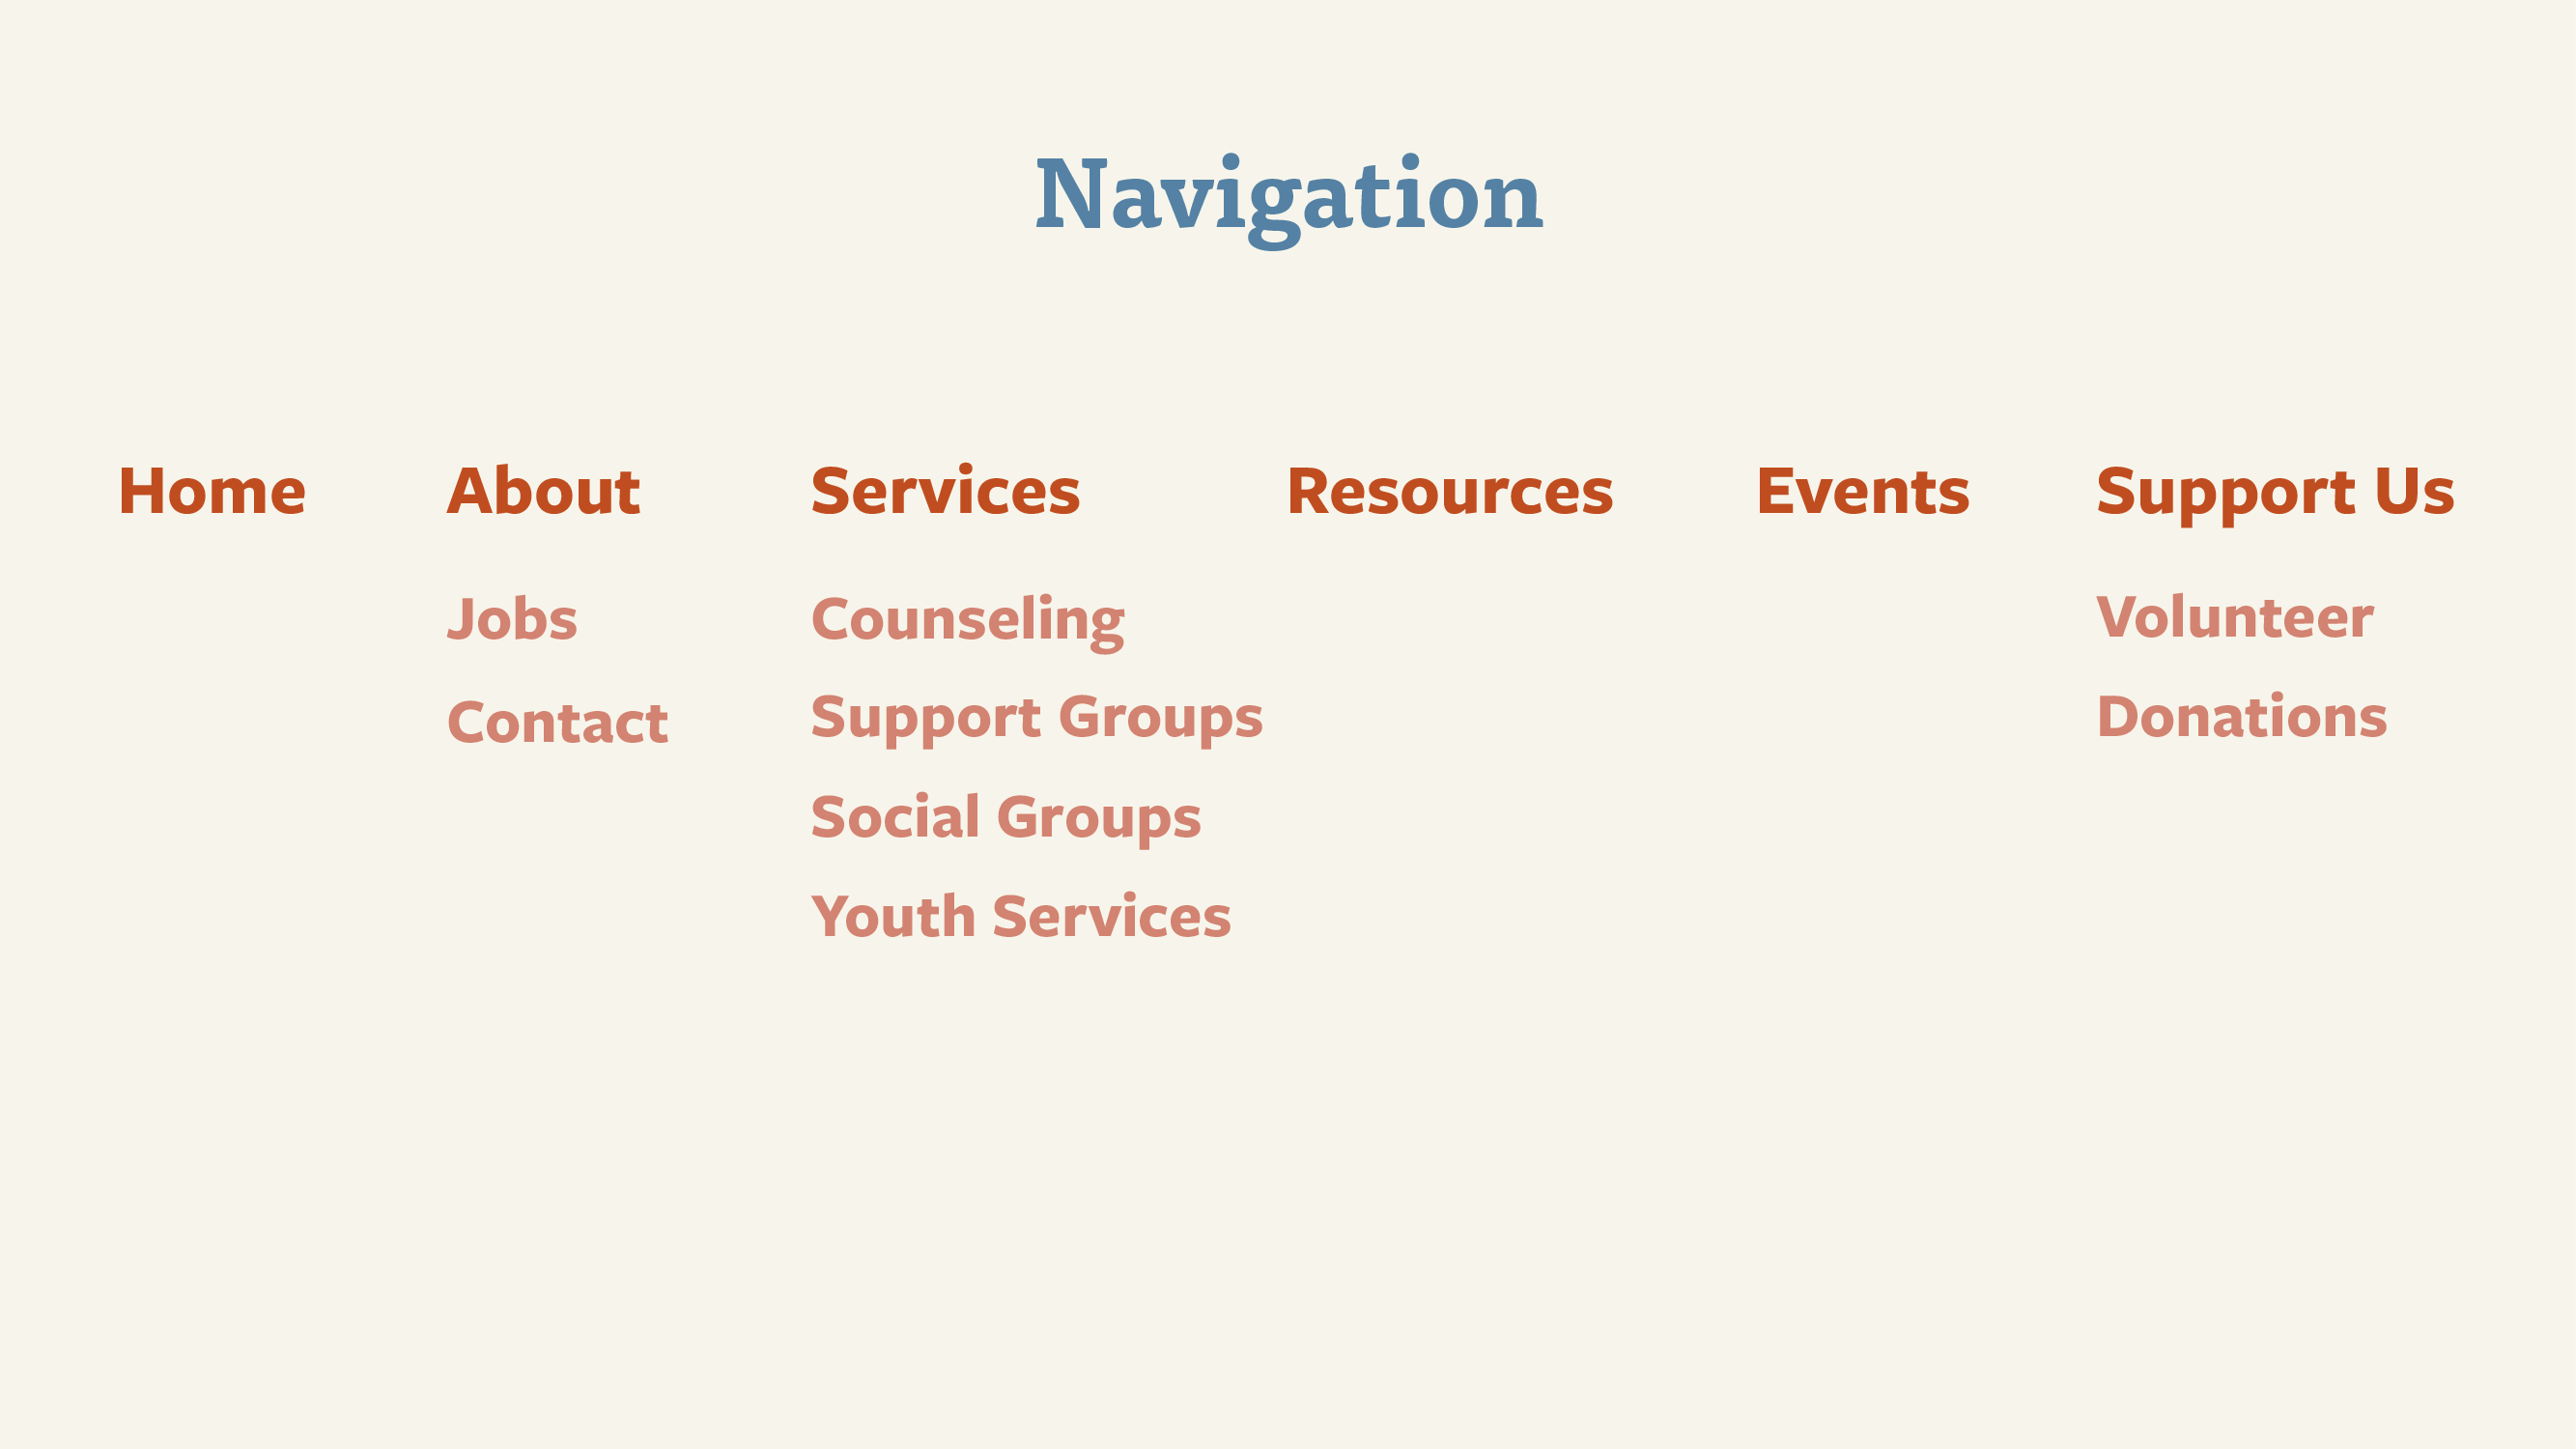 Navigation
Home
About
Services
Resources
Events
Support Us
Jobs
Contact
Counseling
Support Groups
Social Groups
Youth Services
Volunteer
Donations